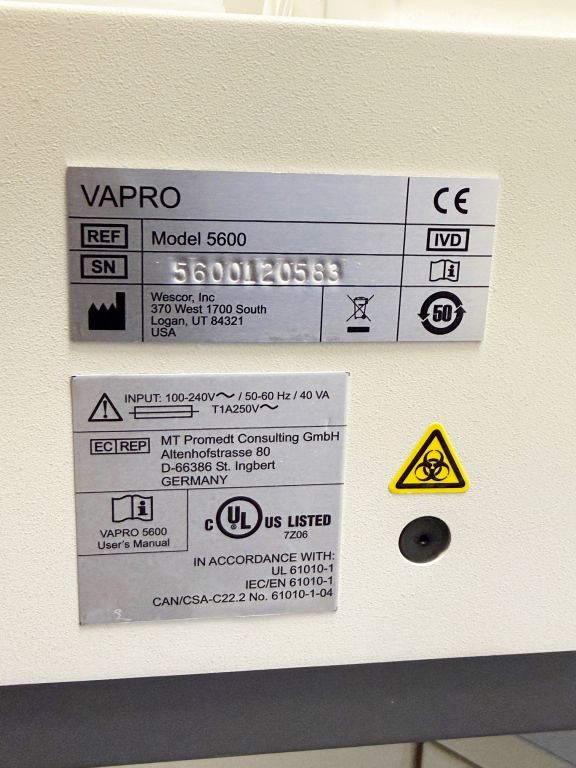 VAPRO
CE
REF Model 5600 IVD
SN 5600120583
Wescor, Inc
370 West 1700 South
Logan, UT 84321
USA
50
INPUT: 100-240V~ / 50-60 Hz / 40 VA
T1A250V~
EC REP MT Promedt Consulting GmbH
Altenhofstrasse 80
D-66386 St. Ingbert
GERMANY
VAPRO 5600
User's Manual
C UL US LISTED
7Z06
IN ACCORDANCE WITH:
UL 61010-1
IEC/EN 61010-1
CAN/CSA-C22.2 No. 61010-1-04